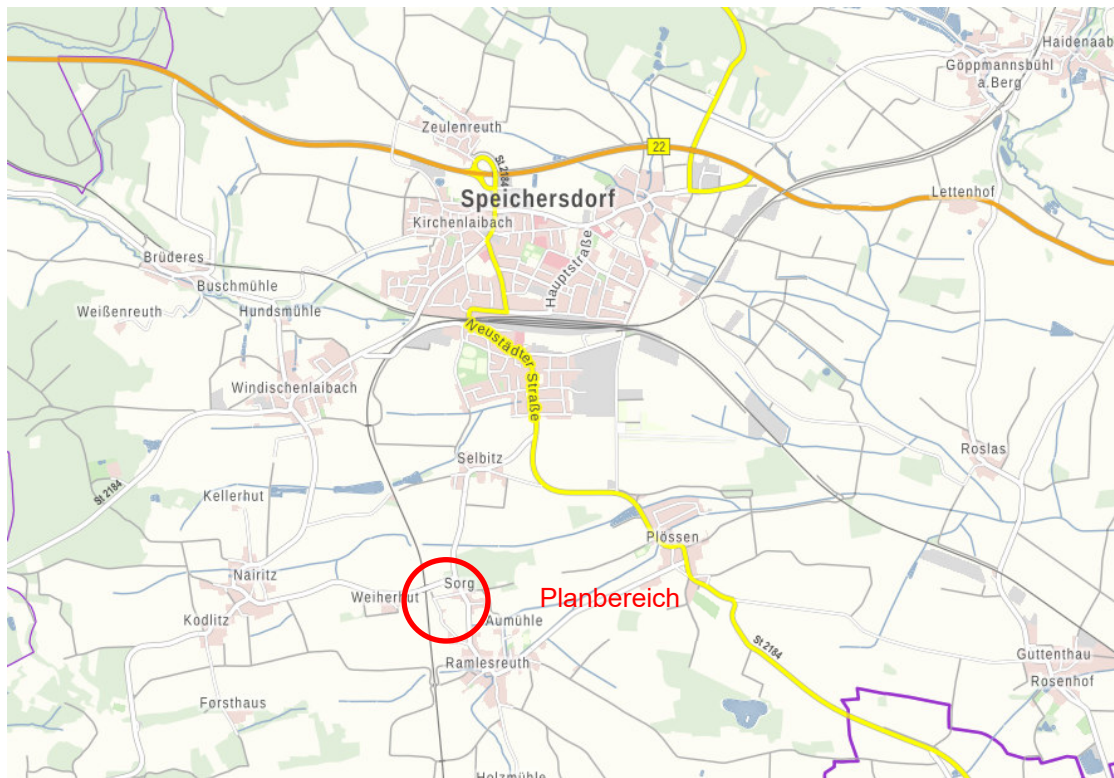 Haidenaab
Göppmannsbühl
a.Berg
Zeulenreuth
22
St 2184
Speichersdorf
Lettenhof
Kirchenlaibach
Hauptstraße
Brüderes
Buschmühle
Weißenreuth
Hundsmühle
Neustädter Straße
Windischenlaibach
Selbitz
Roslas
St 2184
Kellerhut
Plössen
Nairitz
Sorg
Weiherhut
Planbereich
Kodlitz
Aumühle
St 2184
Ramlesreuth
Guttenthau
Rosenhof
Forsthaus
Holzmühle